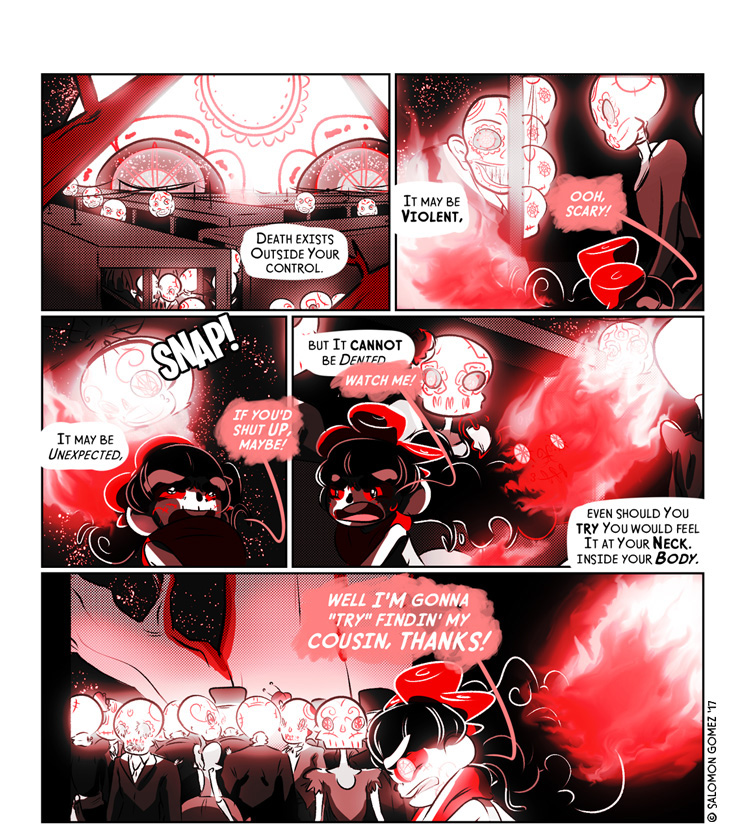 DEATH EXISTS
OUTSIDE YOUR
CONTROL.
IT MAY BE
VIOLENT,
OOH,
SCARY!
SNAP!
IT MAY BE
UNEXPECTED,
IF YOU'D
SHUT UP,
MAYBE!
BUT IT CANNOT
BE DENIED
WATCH ME!
EVEN SHOULD YOU
TRY YOU WOULD FEEL
IT AT YOUR NECK.
INSIDE YOUR BODY.
WELL I'M GONNA
"TRY" FINDIN' MY
COUSIN, THANKS!
© SALOMON GOMEZ '17